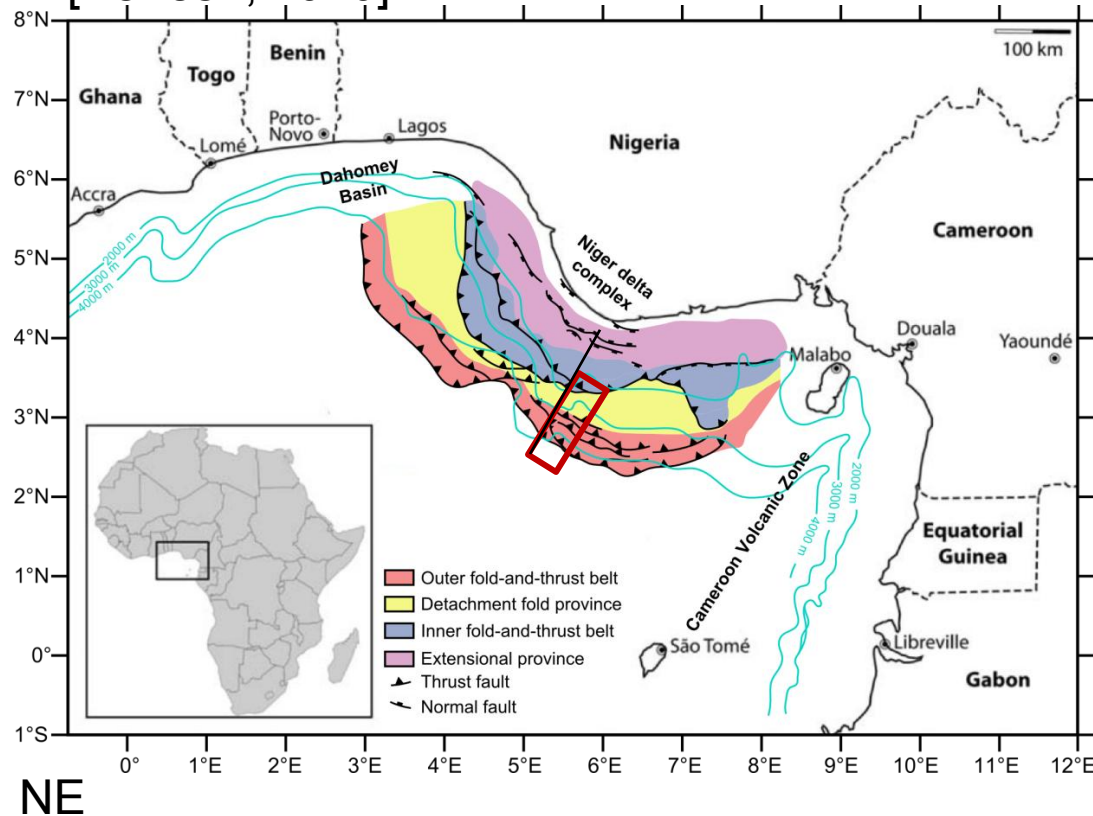 8°N
7°N
6°N
5°N
4°N
3°N
2°N
1°N
0°
1°S
0°
1°E
2°E
3°E
4°E
5°E
6°E
7°E
8°E
9°E
10°E
11°E
12°E
100 km
Ghana
Togo
Benin
Nigeria
Cameroon
Equatorial
Guinea
Gabon
Accra
Lomé
Porto-
Novo
Lagos
Malabo
Douala
Yaoundé
São Tomé
Libreville
Dahomey
Basin
Niger delta
complex
Cameroon Volcanic Zone
2000 m
3000 m
4000 m
2000 m
3000 m
4000 m
Outer fold-and-thrust belt
Detachment fold province
Inner fold-and-thrust belt
Extensional province
Thrust fault
Normal fault
NE